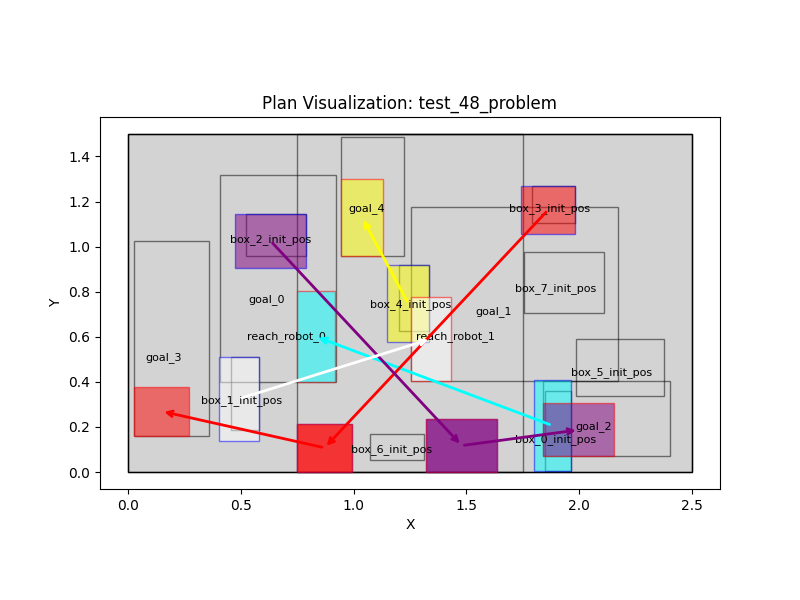 Plan Visualization: test_48_problem
1.4
1.2
1.0
0.8
0.6
0.4
0.2
0.0
Y
goal_4
box_3_init_pos
box_2_init_pos
box_7_init_pos
goal_0
box_4_init_pos
goal_1
reach_robot_0
reach_robot_1
goal_3
box_5_init_pos
box_1_init_pos
goal_2
box_0_init_pos
box_6_init_pos
0.0
0.5
1.0
1.5
2.0
2.5
X